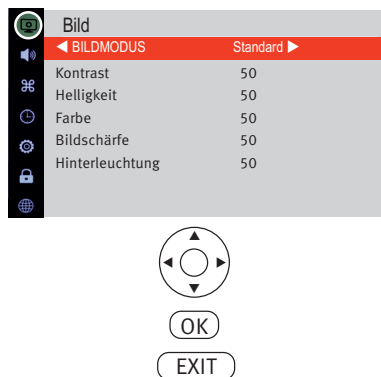 Bild
◀ BILDMODUS Standard ▶
Kontrast 50
Helligkeit 50
Farbe 50
Bildschärfe 50
Hinterleuchtung 50
OK
EXIT